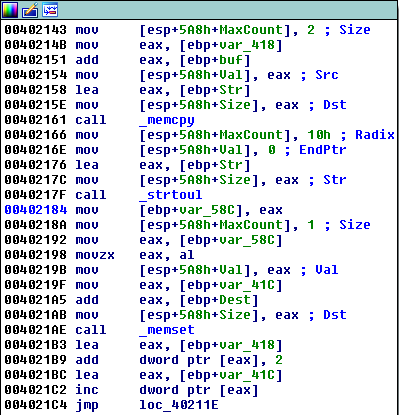 00402143 mov [esp+5A8h+MaxCount], 2 ; Size
0040214B mov eax, [ebp+var_418]
00402151 add eax, [ebp+buf]
00402154 mov [esp+5A8h+Val], eax ; Src
00402158 lea eax, [ebp+Str]
0040215E mov [esp+5A8h+Size], eax ; Dst
00402161 call _memcpy
00402166 mov [esp+5A8h+MaxCount], 10h ; Radix
0040216E mov [esp+5A8h+Val], 0 ; EndPtr
00402176 lea eax, [ebp+Str]
0040217C mov [esp+5A8h+Size], eax ; Str
0040217F call _strtoul
00402184 mov [ebp+var_58C], eax
0040218A mov [esp+5A8h+MaxCount], 1 ; Size
00402192 mov eax, [ebp+var_58C]
00402198 movzx eax, al
0040219B mov [esp+5A8h+Val], eax ; Val
0040219F mov eax, [ebp+var_41C]
004021A5 add eax, [ebp+Dest]
004021AB mov [esp+5A8h+Size], eax ; Dst
004021AE call _memset
004021B3 lea eax, [ebp+var_418]
004021B9 add dword ptr [eax], 2
004021BC lea eax, [ebp+var_41C]
004021C2 inc dword ptr [eax]
004021C4 jmp loc_40211E